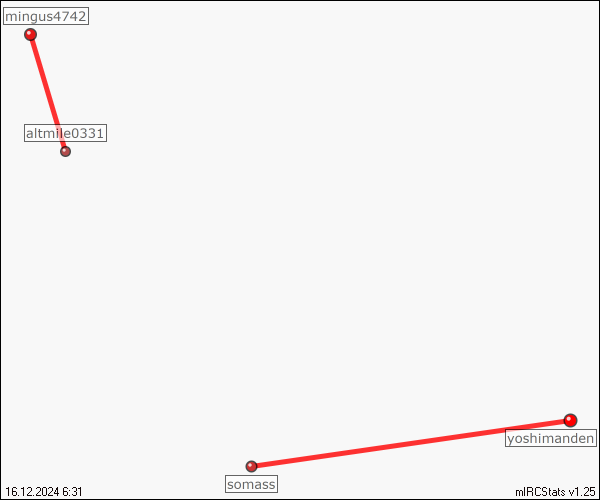 mingus4742
altmile0331
yoshimanden
somass
16.12.2024 6:31
mIRCStats v1.25